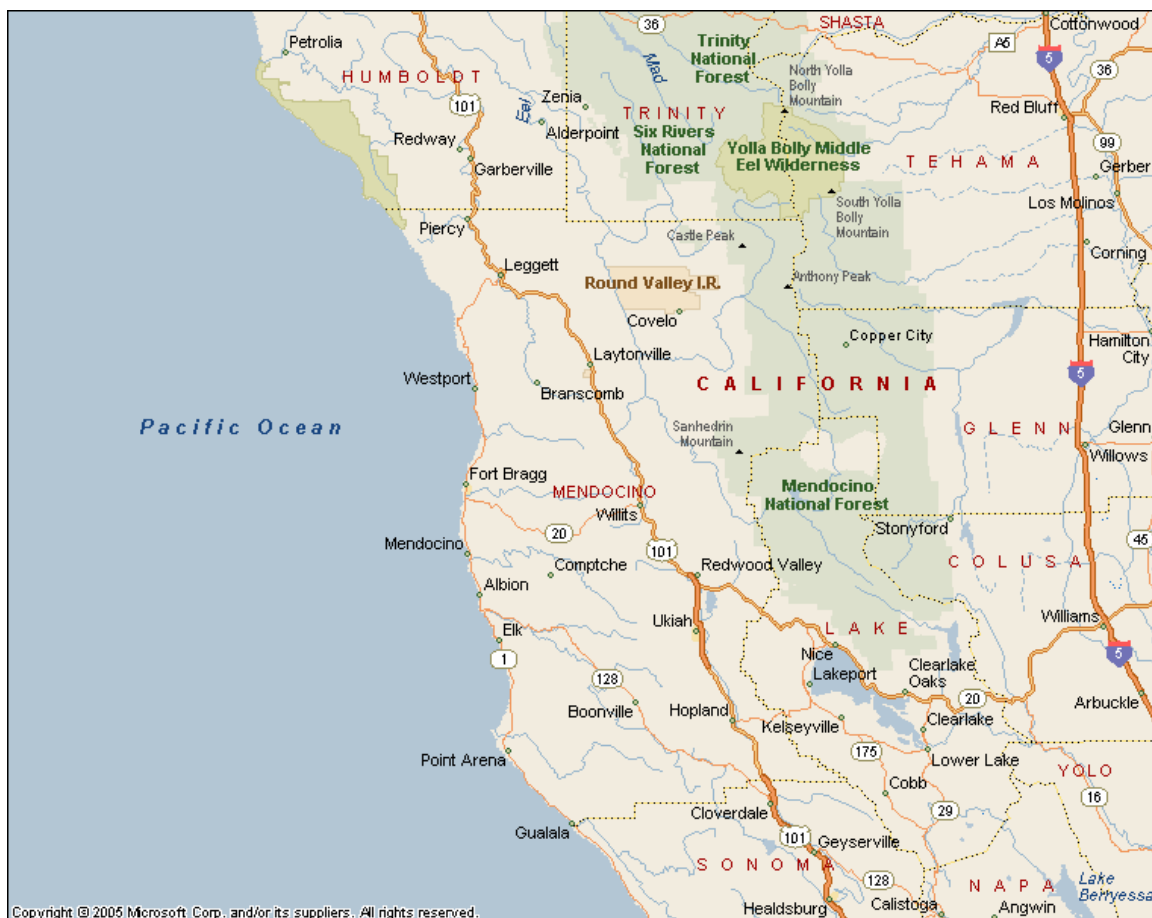 SHASTA
Cottonwood
36
A5
5
Petrolia
Trinity
National
Forest
HUMBOLDT
Mad
North Yolla
Bolly
Mountain
36
101
Eel
Zenia
TRINITY
Red Bluff
Alderpoint
Six Rivers
National
Forest
Yolla Bolly Middle
Eel Wilderness
99
Redway
TEHAMA
Garberville
Gerber
South Yolla
Bolly
Mountain
Los Molinos
Piercy
Castle Peak
Corning
Leggett
Round Valley I.R.
Anthony Peak
Covelo
Copper City
Hamilton
City
Laytonville
5
Westport
Branscomb
CALIFORNIA
Pacific Ocean
Sanhedrin
Mountain
GLENN
Glenn
Willows
Fort Bragg
MENDOCINO
Mendocino
National Forest
Willits
Stonyford
20
45
Mendocino
101
Comptche
Redwood Valley
COLUSA
Albion
Williams
Ukiah
LAKE
Elk
1
Nice
5
Clearlake
Oaks
128
Lakeport
20
Arbuckle
Boonville
Hopland
Kelseyville
Clearlake
Point Arena
175
Lower Lake
YOLO
Cobb
16
Cloverdale
29
Gualala
101
Geyserville
SONOMA
128
NAPA
Lake
Berryessa
Healdsburg
Calistoga
Angwin
Copyright © 2005 Microsoft Corp. and/or its suppliers. All rights reserved.